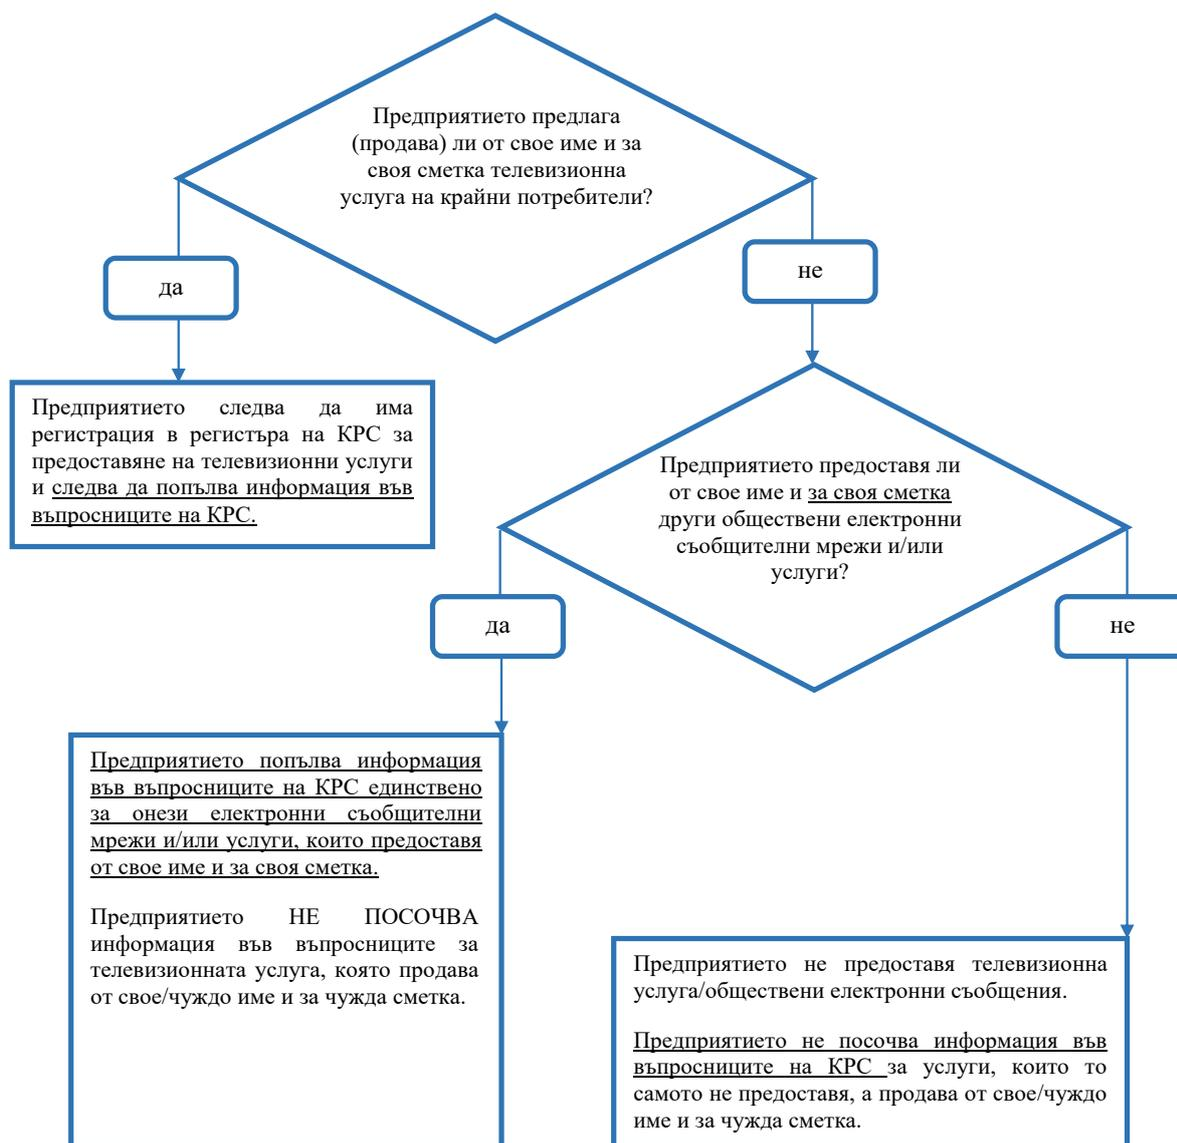 Предприятието предлага
(продава) ли от свое име и за
своя сметка телевизионна
услуга на крайни потребители?
да
не
Предприятието следва да има
регистрация в регистъра на КРС за
предоставяне на телевизионни услуги
и следва да попълва информация във
въпросниците на КРС.
Предприятието предоставя ли
от свое име и за своя сметка
други обществени електронни
съобщителни мрежи и/или
услуги?
да
не
Предприятието попълва информация
във въпросниците на КРС единствено
за онези електронни съобщителни
мрежи и/или услуги, които предоставя
от свое име и за своя сметка.
Предприятието НЕ ПОСОЧВА
информация във въпросниците за
телевизионната услуга, която продава
от свое/чуждо име и за чужда сметка.
Предприятието не предоставя телевизионна
услуга/обществени електронни съобщения.
Предприятието не посочва информация във
въпросниците на КРС за услуги, които то
самото не предоставя, а продава от свое/чуждо
име и за чужда сметка.